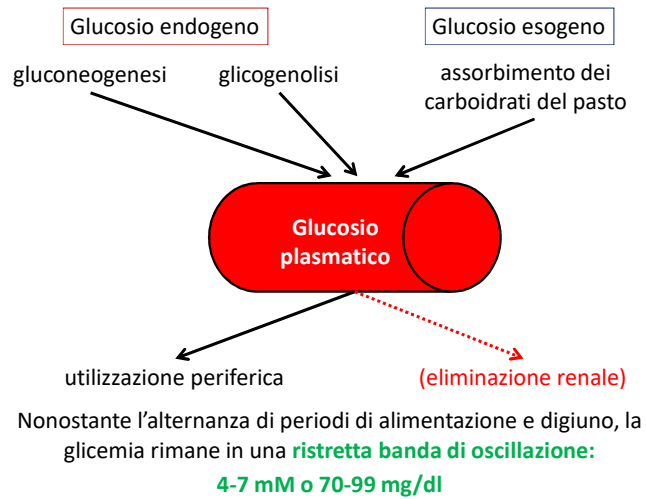 Glucosio endogeno
Glucosio esogeno
gluconeogenesi
glicogenolisi
assorbimento dei
carboidrati del pasto
Glucosio
plasmatico
utilizzazione periferica
(eliminazione renale)
Nonostante l’alternanza di periodi di alimentazione e digiuno, la
glicemia rimane in una ristretta banda di oscillazione:
4-7 mM o 70-99 mg/dl